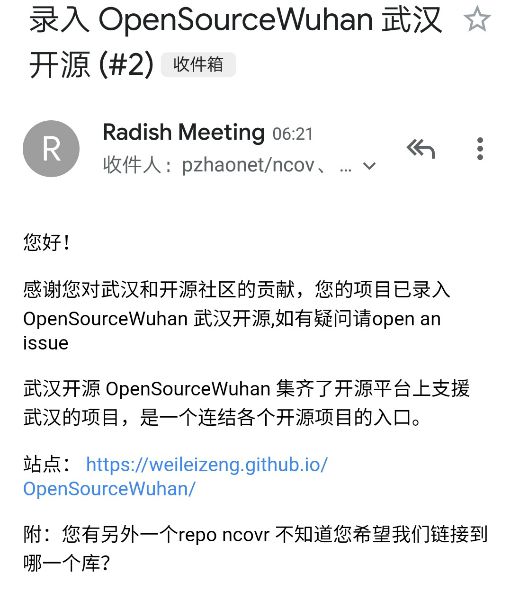 录入 OpenSourceWuhan 武汉
开源 (#2) 收件箱
R
Radish Meeting 06:21
收件人：pzhaonet/ncov、 ...
您好！
感谢您对武汉和开源社区的贡献，您的项目已录入
OpenSourceWuhan 武汉开源,如有疑问请open an
issue
武汉开源 OpenSourceWuhan 集齐了开源平台上支援
武汉的项目，是一个连结各个开源项目的入口。
站点： https://weileizeng.github.io/
OpenSourceWuhan/
附：您有另外一个repo ncovr 不知道您希望我们链接到
哪一个库？